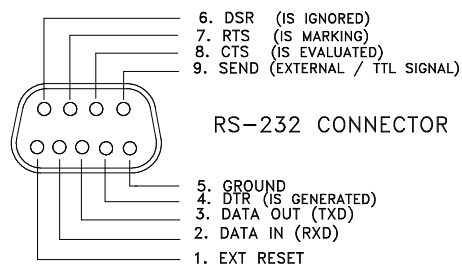 6. DSR (IS IGNORED)
7. RTS (IS MARKING)
8. CTS (IS EVALUATED)
9. SEND (EXTERNAL / TTL SIGNAL)
RS-232 CONNECTOR
5. GROUND
4. DTR (IS GENERATED)
3. DATA OUT (TXD)
2. DATA IN (RXD)
1. EXT RESET